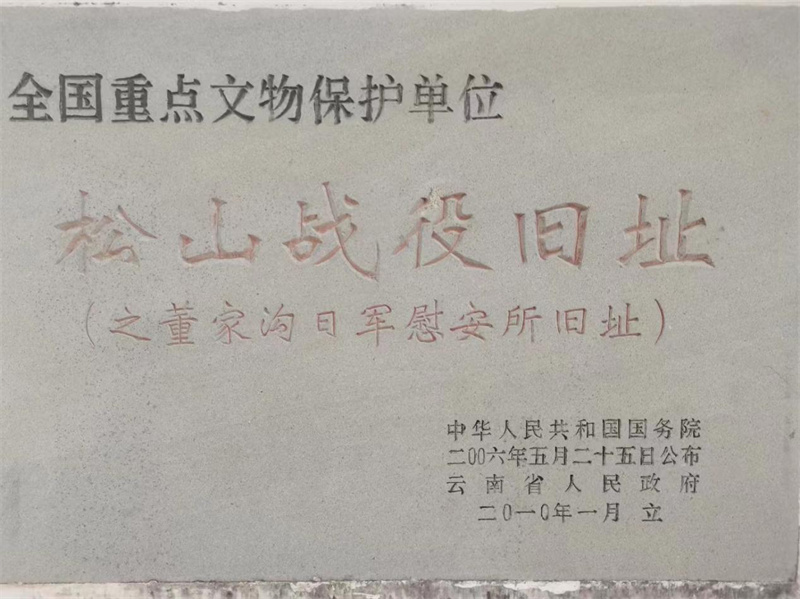 全国重点文物保护单位
松山战役旧址
(之董家沟日军慰安所旧址)
中华人民共和国国务院
二00六年五月二十五日公布
云南省人民政府
二0一0年一月 立